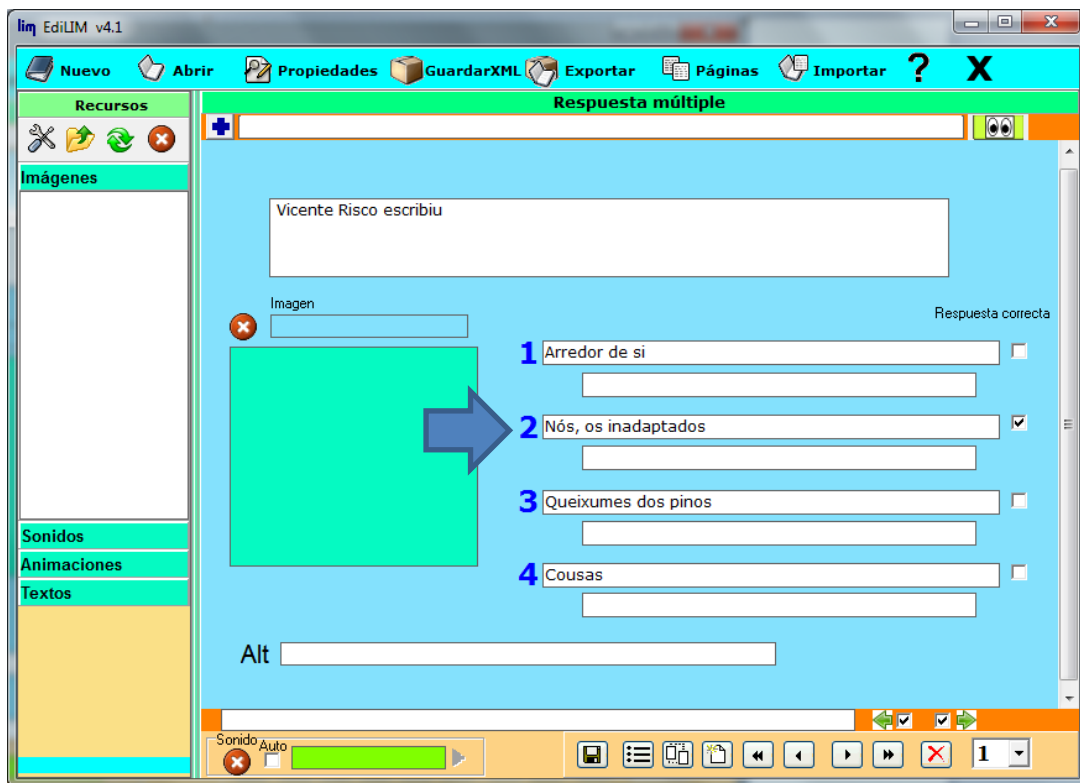 lim EdiLIM v4.1
Nuevo Abrir Propiedades GuardarXML Exportar Páginas Importar ? X
Recursos
Respuesta múltiple
Imágenes
Vicente Risco escribiu
Imagen
Respuesta correcta
1 Arredor de si
2 Nós, os inadaptados
3 Queixumes dos pinos
4 Cousas
Sonidos
Animaciones
Textos
Alt
Sonido Auto
1